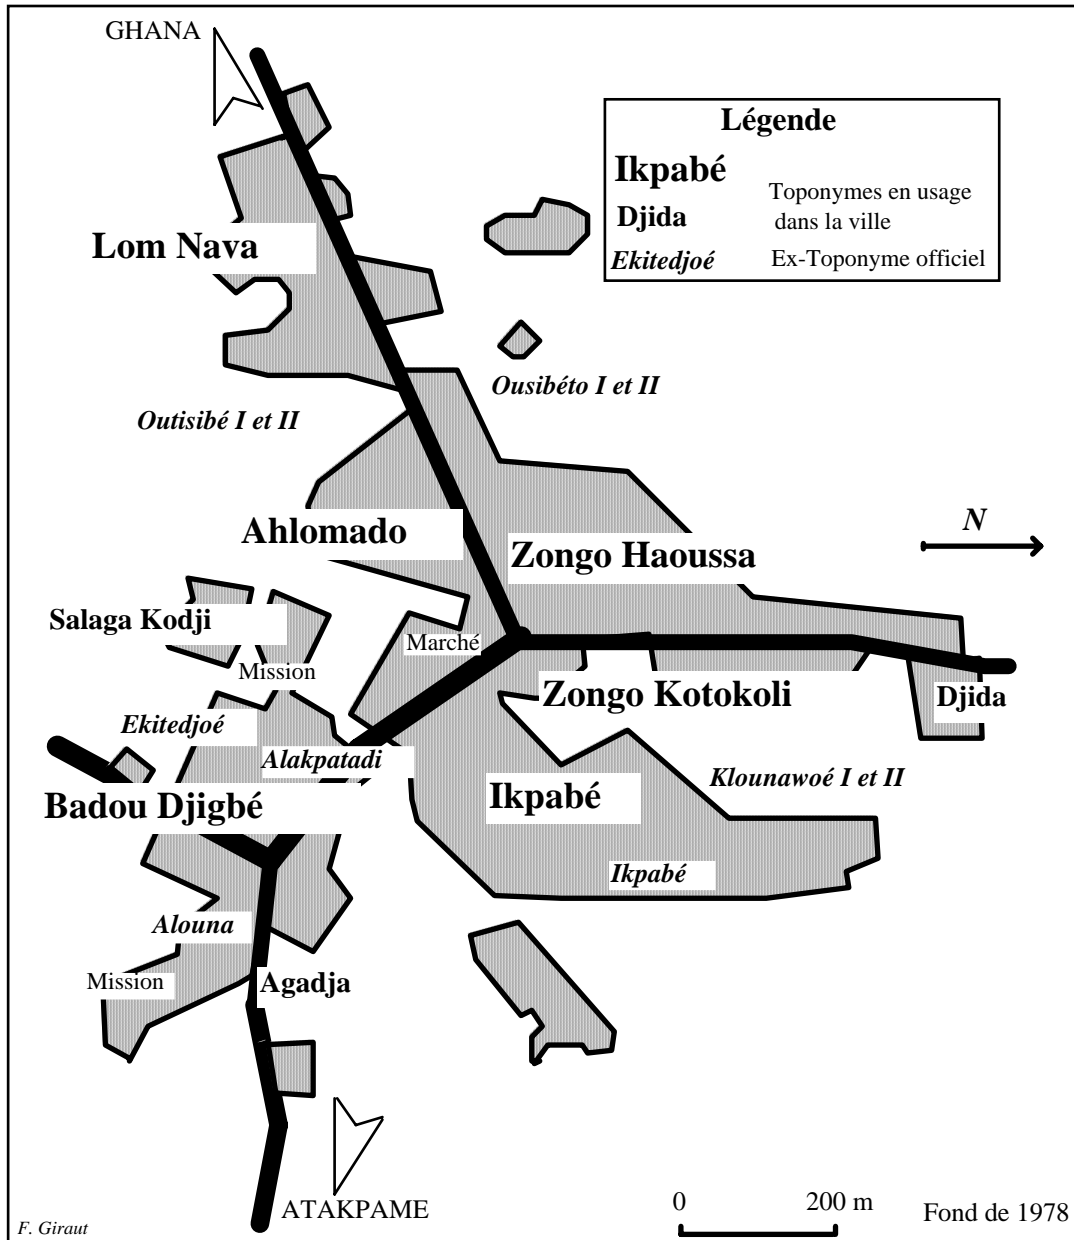 GHANA
Légende
Ikpabé
Djida
Toponymes en usage
dans la ville
Ekitedjoé
Ex-Toponyme officiel
Lom Nava
Ousibéto I et II
Outisibé I et II
Ahlomado
N
Zongo Haoussa
Salaga Kodji
Marché
Mission
Zongo Kotokoli
Djida
Ekitedjoé
Alakpatadi
Klounawoé I et II
Badou Djigbé
Ikpabé
Ikpabé
Alouna
Mission
Agadja
ATAKPAME
0
200 m
Fond de 1978
F. Giraut